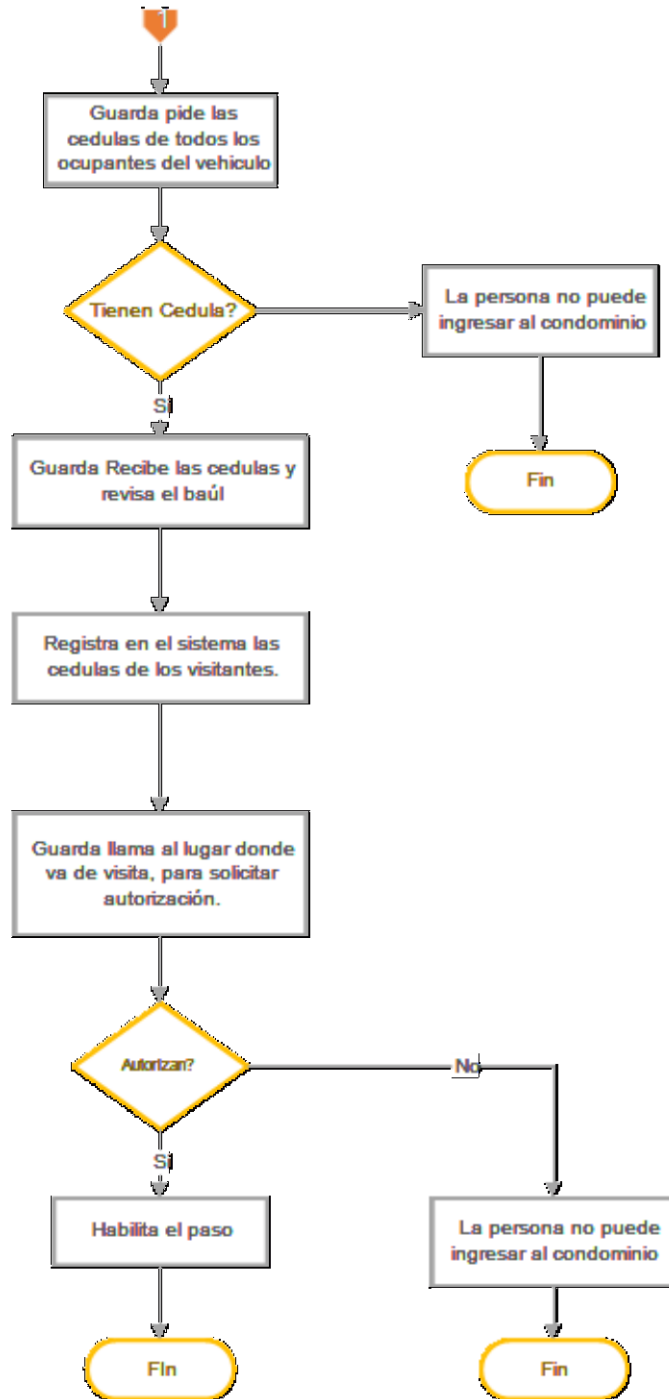 1
Guarda pide las
cedulas de todos los
ocupantes del vehiculo
Tienen Cedula?
La persona no puede
ingresar al condominio
Si
Fin
Guarda Recibe las cedulas y
revisa el baúl
Registra en el sistema las
cedulas de los visitantes.
Guarda llama al lugar donde
va de visita, para solicitar
autorización.
Autorizan?
No
Si
Habilita el paso
La persona no puede
ingresar al condominio
FIn
Fin